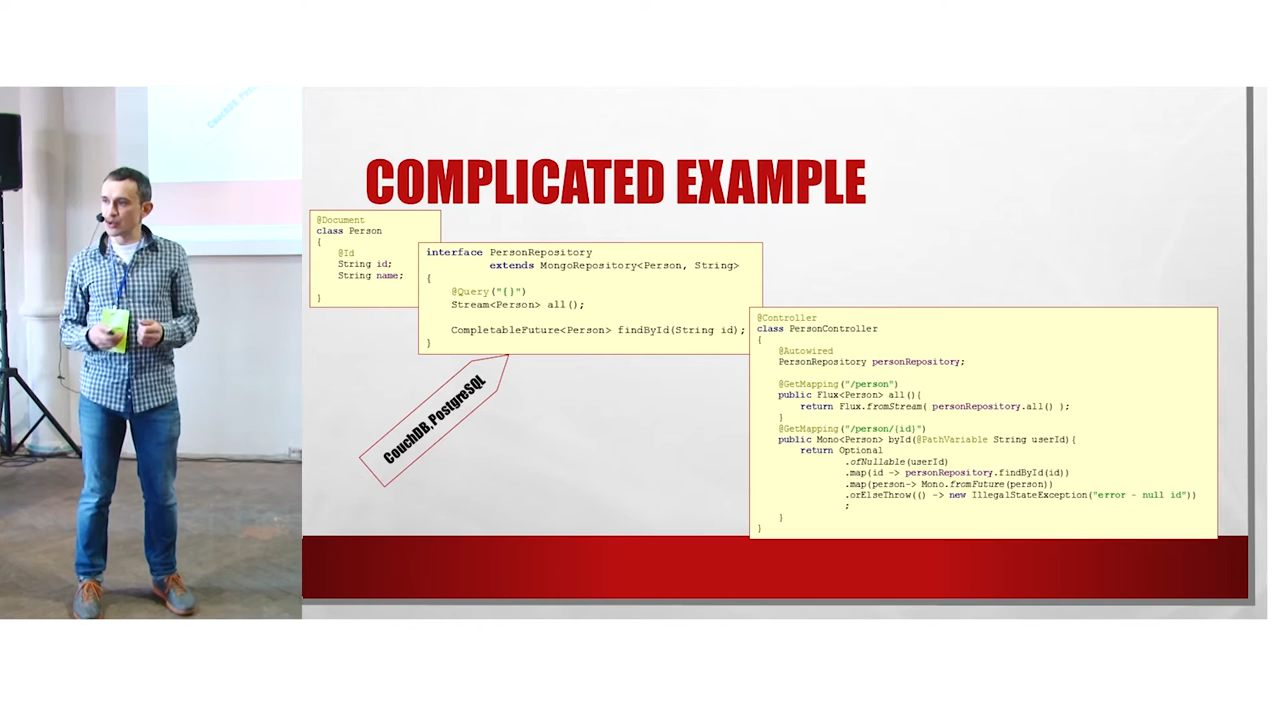 COMPLICATED EXAMPLE
@Document
class Person
{
@Id
String id;
String name;
}
interface PersonRepository
extends MongoRepository<Person, String>
{
@Query("{}")
Stream<Person> all();
CompletableFuture<Person> findById(String id);
}
CouchDB,PostgreSQL
@Controller
class PersonController
{
@Autowired
PersonRepository personRepository;
@GetMapping("/person")
public Flux<Person> all(){
return Flux.fromStream( personRepository.all() );
}
@GetMapping("/person/{id}")
public Mono<Person> byId(@PathVariable String userId){
return Optional
.ofNullable(userId)
.map(id -> personRepository.findById(id))
.map(person-> Mono.fromFuture(person))
.orElseThrow(() -> new IllegalStateException("error - null id"))
;
}
}